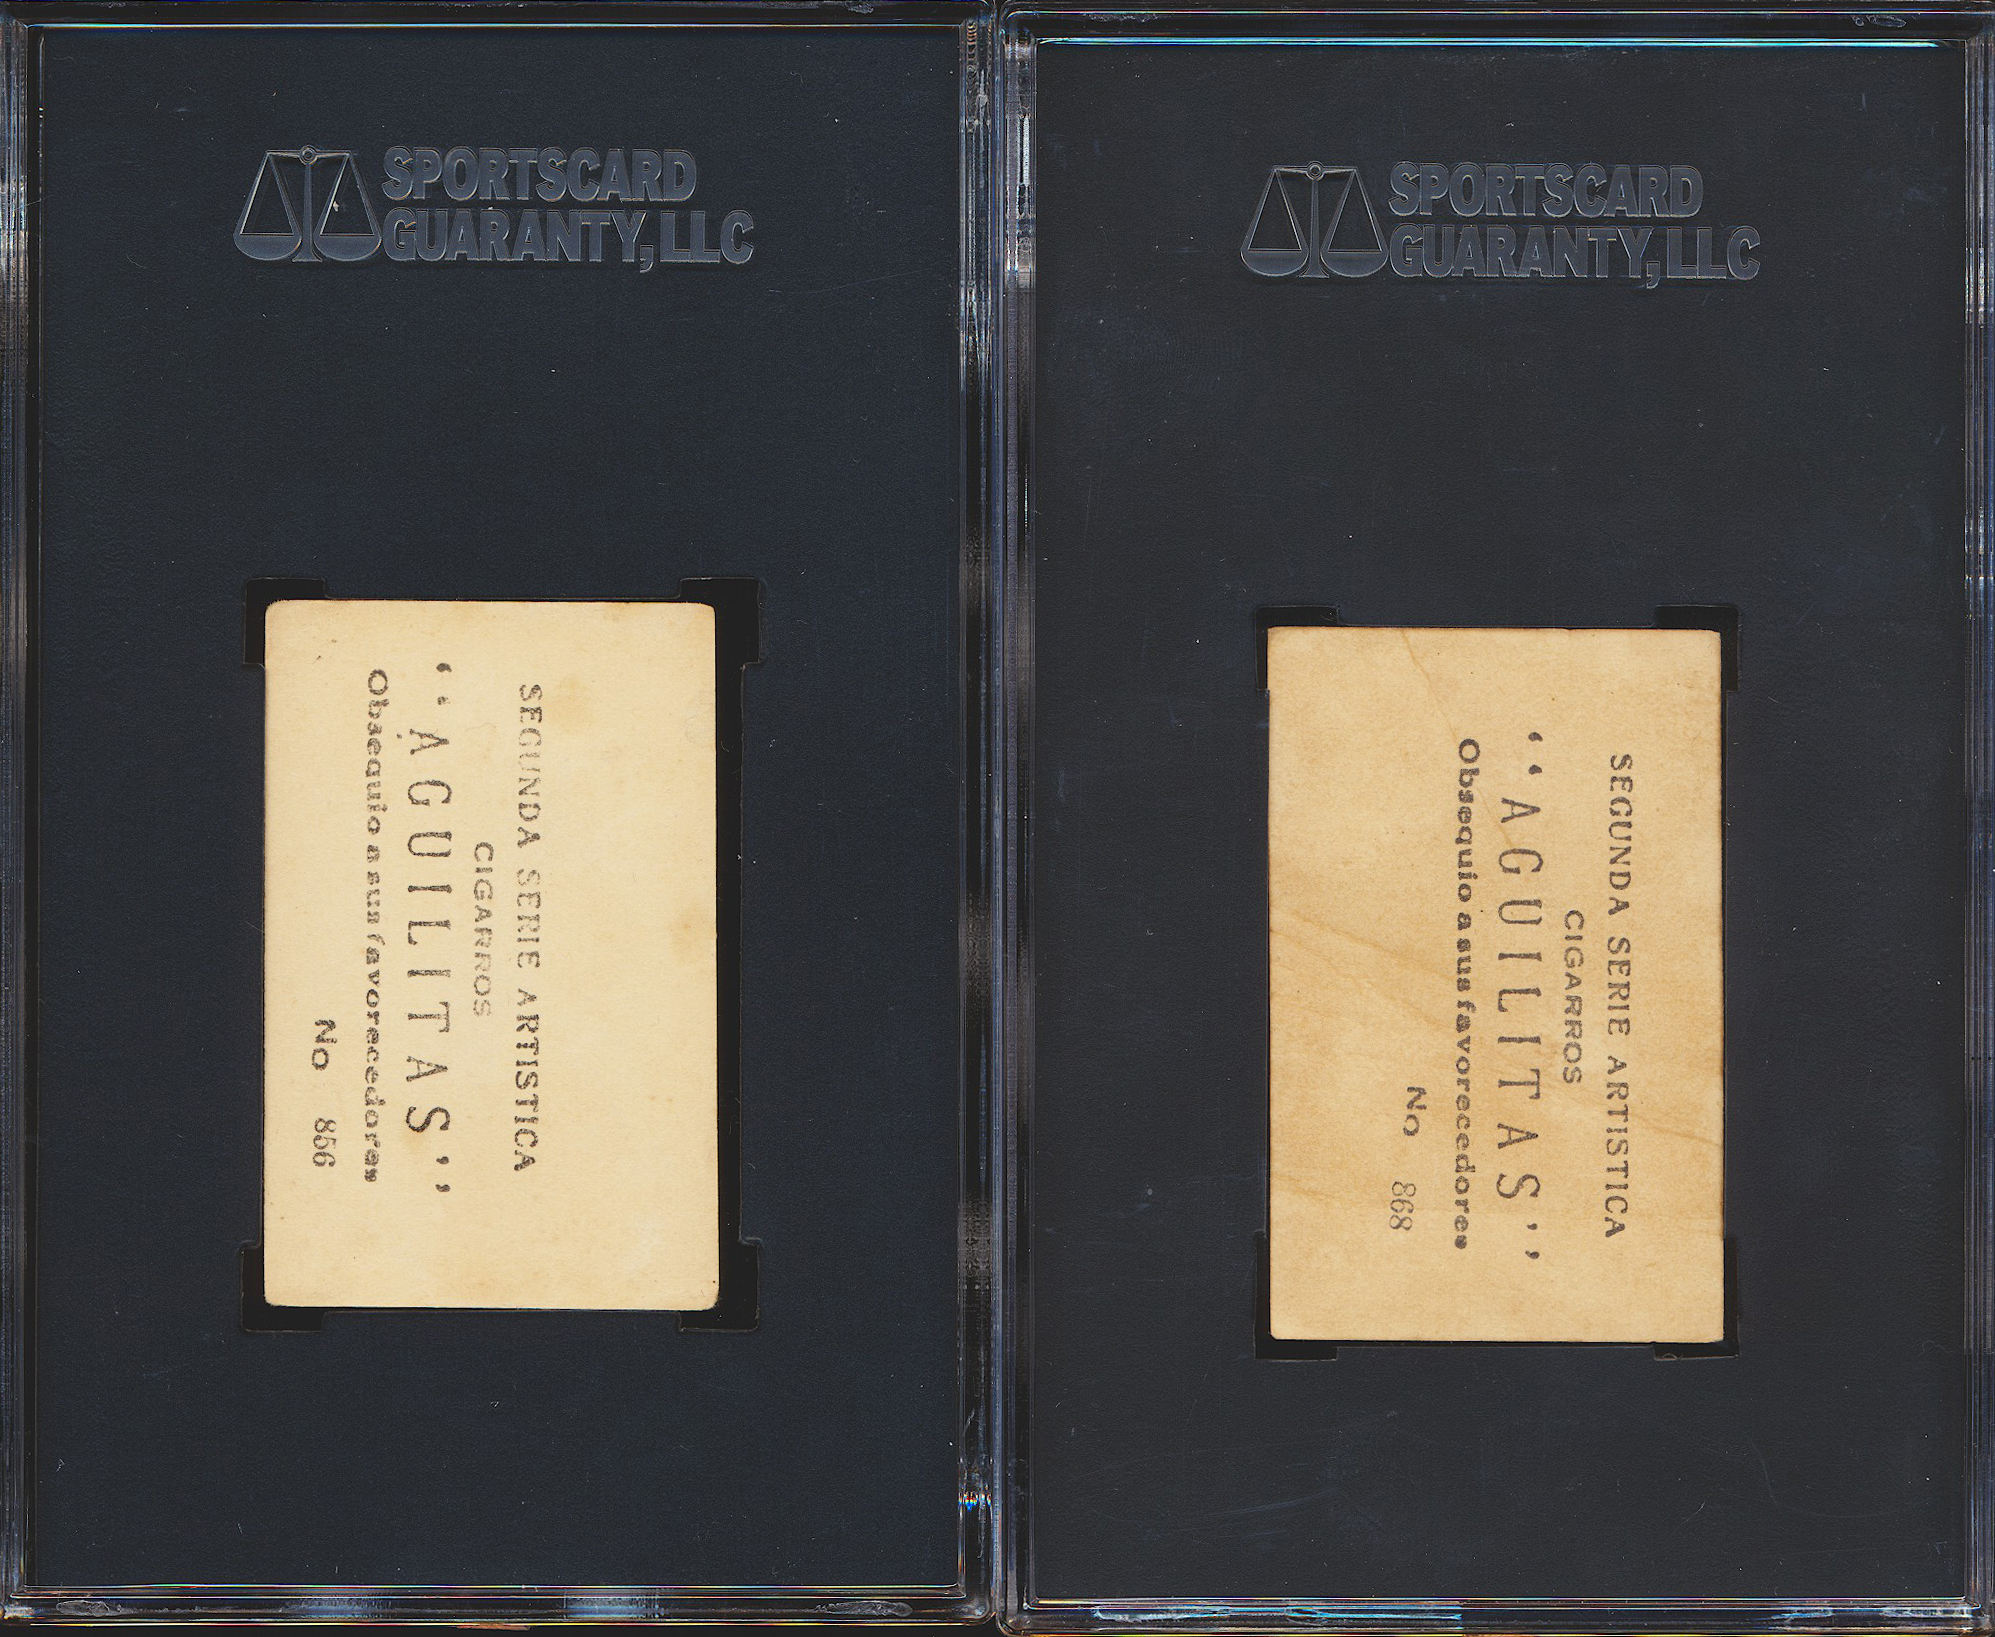 SPORTSCARD
GUARANTY, LLC
SEGUNDA SERIE ARTISTICA
CIGARROS
“AGUILITAS”
Obsequio a sus favorecedores
No 856
SPORTSCARD
GUARANTY, LLC
SEGUNDA SERIE ARTISTICA
CIGARROS
“AGUILITAS”
Obsequio a sus favorecedores
No 868